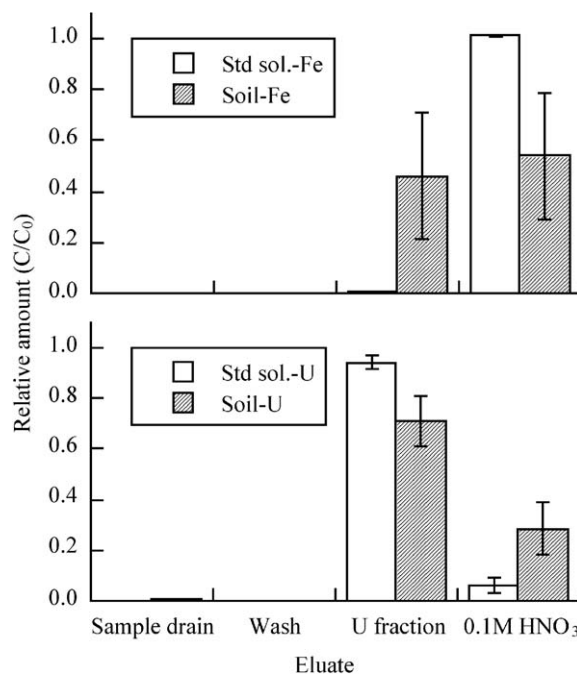 Relative amount (C/C₀)
1.0
0.8
0.6
0.4
0.2
0.0
Std sol.-Fe
Soil-Fe
1.0
0.8
0.6
0.4
0.2
0.0
Std sol.-U
Soil-U
Sample drain Wash U fraction 0.1M HNO₃
Eluate